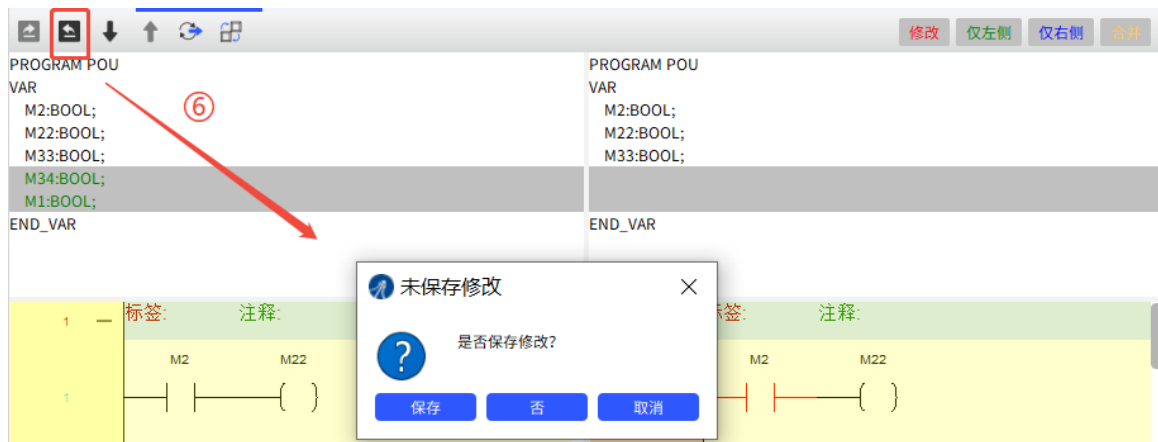 修改 仅左侧 仅右侧 合并
PROGRAM POU
VAR
M2:BOOL;
M22:BOOL;
M33:BOOL;
M34:BOOL;
M1:BOOL;
END_VAR
⑥
PROGRAM POU
VAR
M2:BOOL;
M22:BOOL;
M33:BOOL;
END_VAR
未保存修改
是否保存修改?
保存 否 取消
1 标签: 注释:
M2 M22
1
签: 注释:
M2 M22